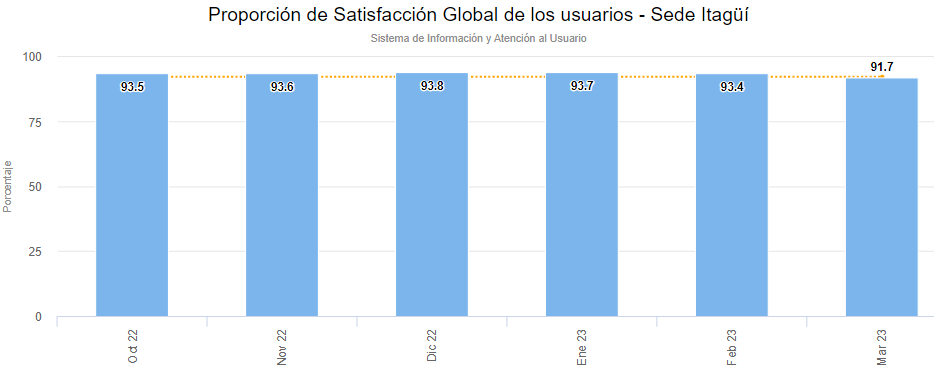 Proporción de Satisfacción Global de los usuarios - Sede Itagüí
Sistema de Información y Atención al Usuario
Porcentaje
100
75
50
25
0
93.5
93.6
93.8
93.7
93.4
91.7
Oct 22
Nov 22
Dic 22
Ene 23
Feb 23
Mar 23